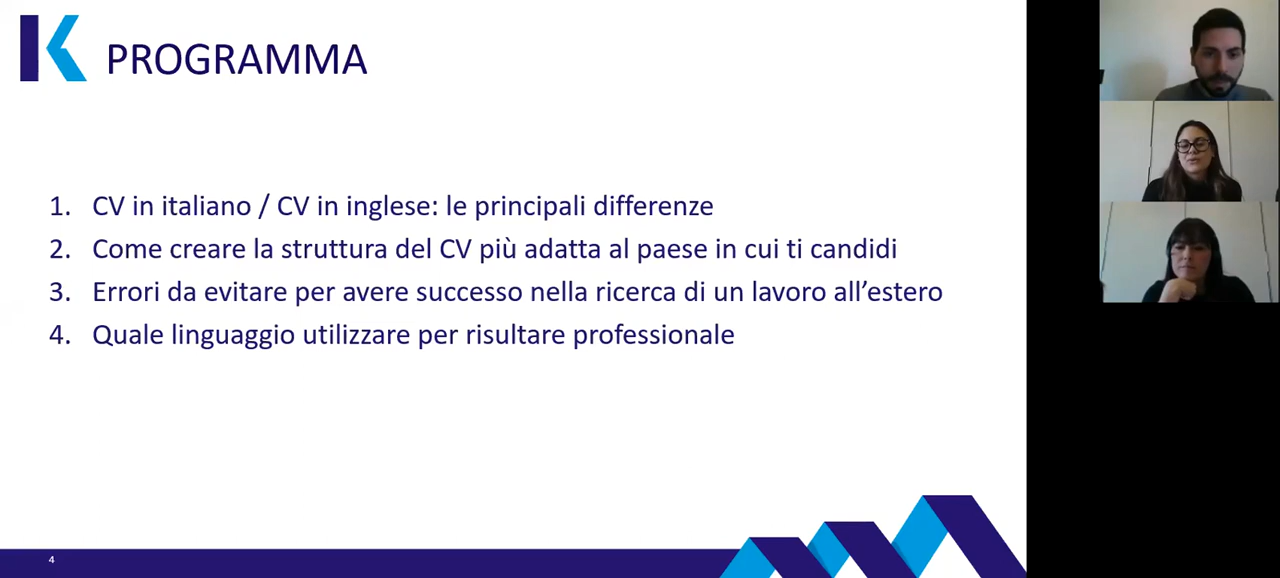 K PROGRAMMA
1. CV in italiano / CV in inglese: le principali differenze
2. Come creare la struttura del CV più adatta al paese in cui ti candidi
3. Errori da evitare per avere successo nella ricerca di un lavoro all’estero
4. Quale linguaggio utilizzare per risultare professionale
4